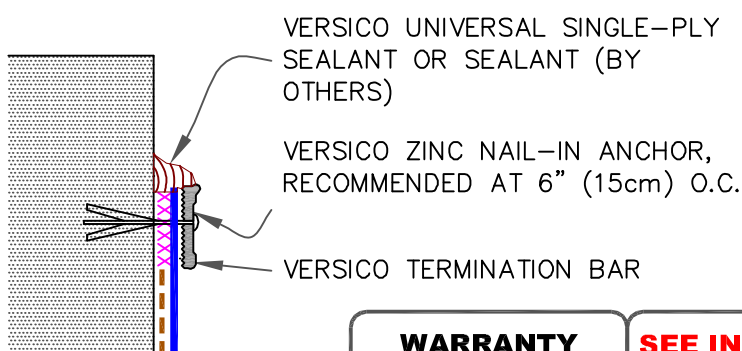 VERSICO UNIVERSAL SINGLE–PLY
SEALANT OR SEALANT (BY
OTHERS)
VERSICO ZINC NAIL–IN ANCHOR,
RECOMMENDED AT 6" (15cm) O.C.
VERSICO TERMINATION BAR
WARRANTY
SEE IN